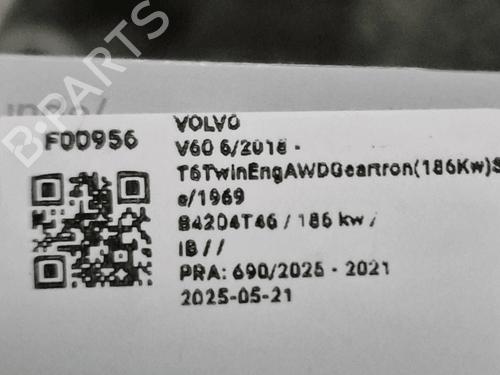 F00956
VOLVO
V60 6/2018 -
T6TwinEngAWDGeartron(186Kw)S
e/1969
B4204T46 / 186 kw /
IB / /
PRA: 690/2025 - 2021
2025-05-21
B-PARTS